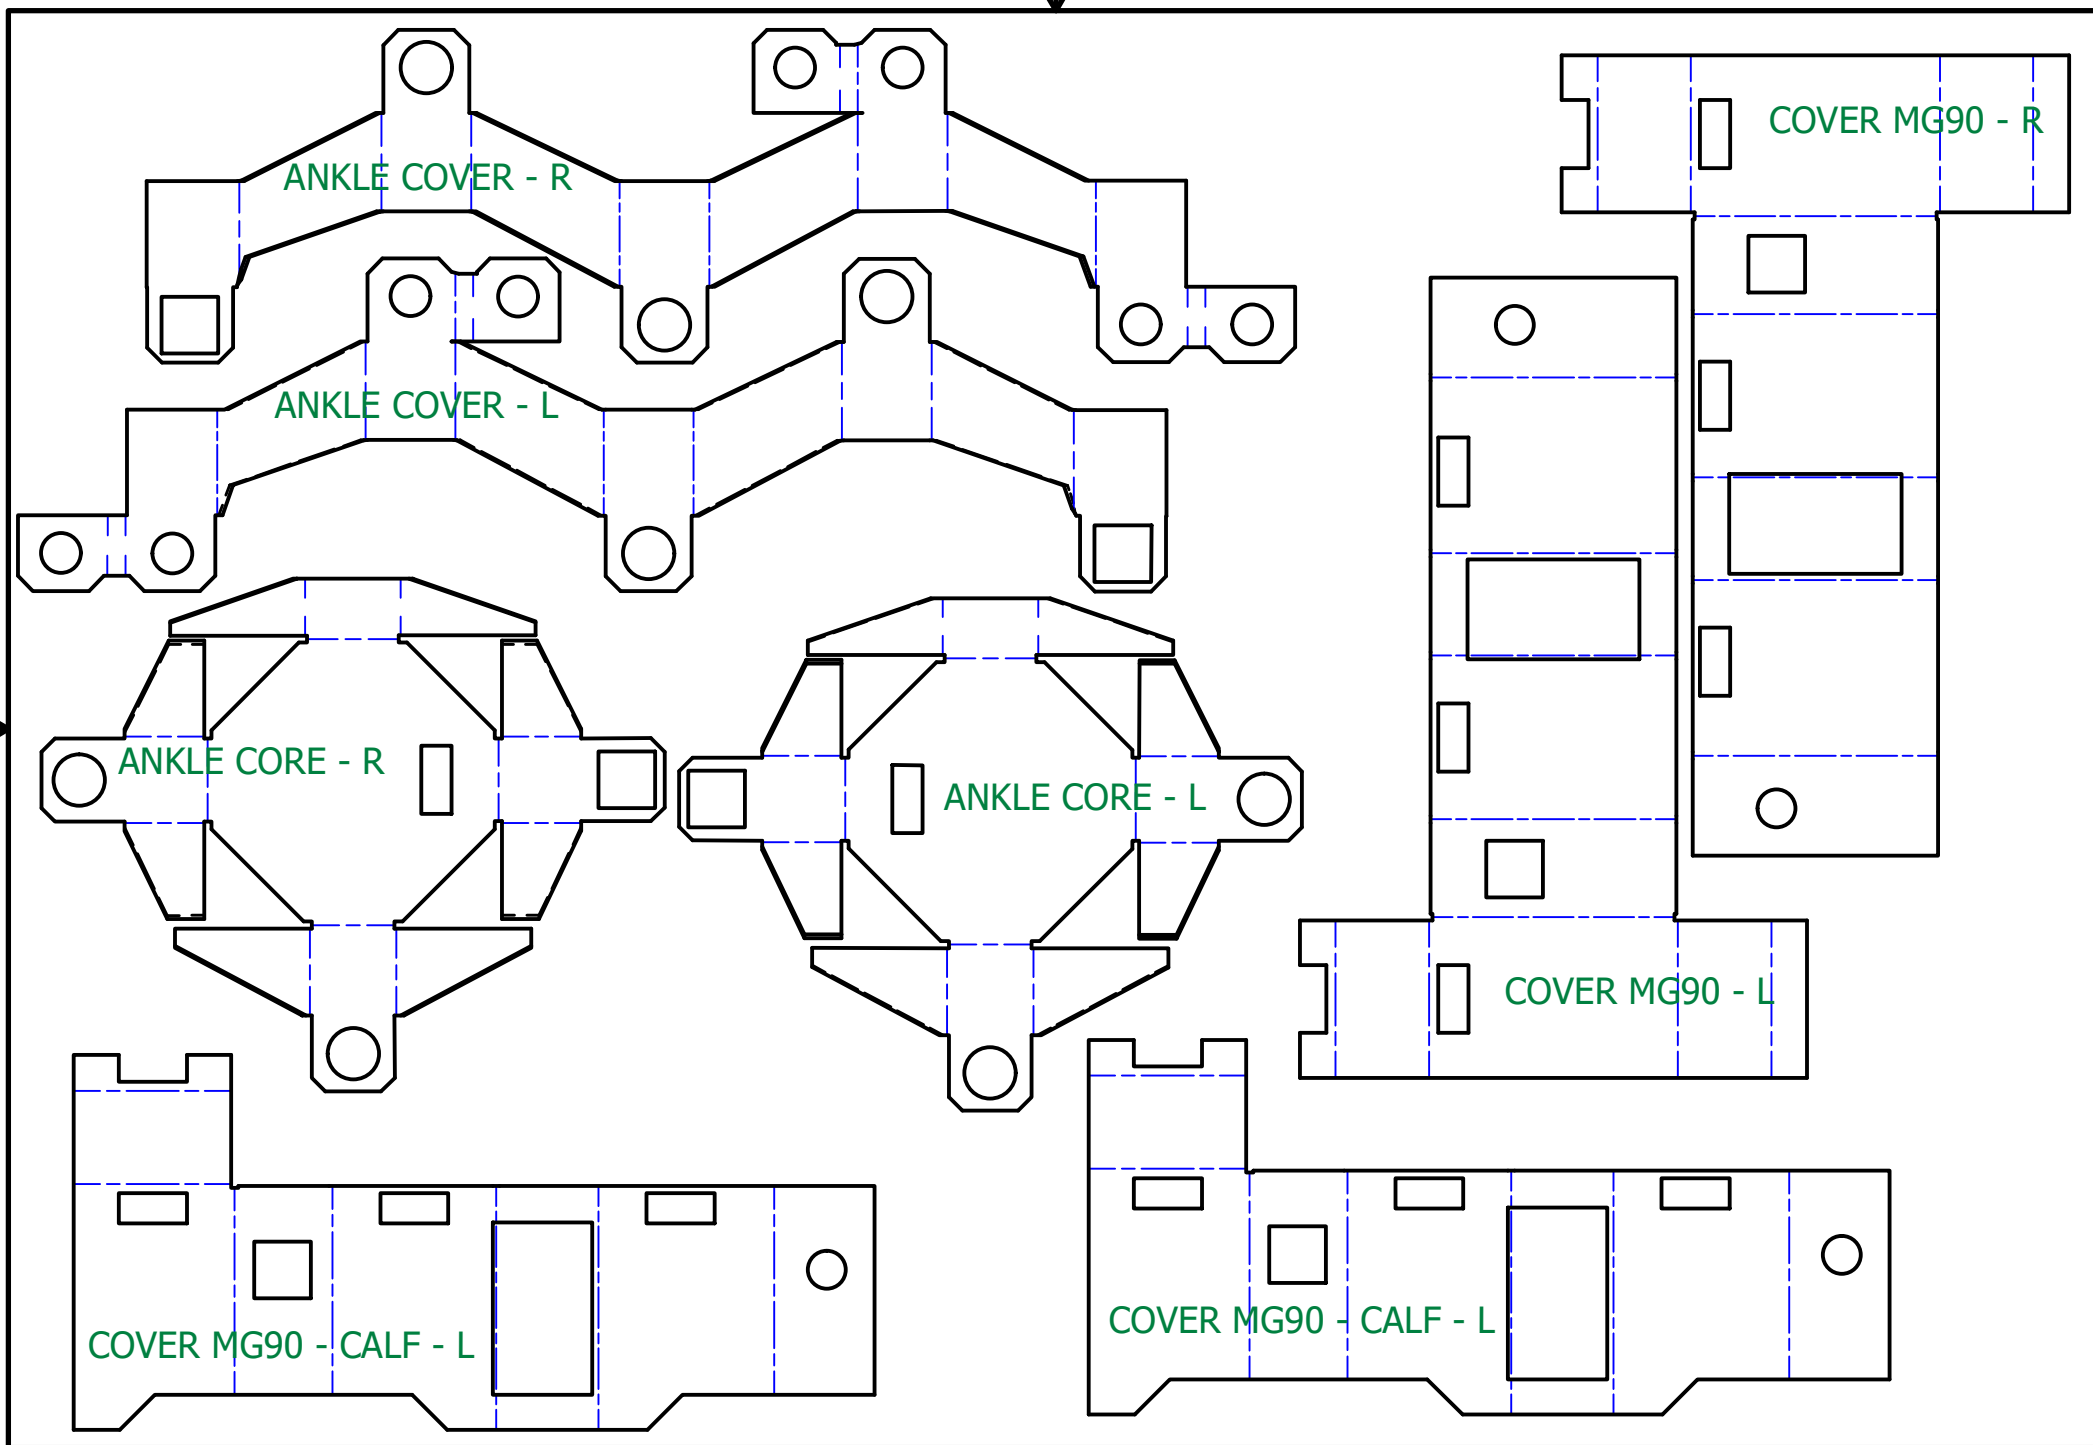 COVER MG90 - R
ANKLE COVER - R
ANKLE COVER - L
ANKLE CORE - R
ANKLE CORE - L
COVER MG90 - L
COVER MG90 - CALF - L
COVER MG90 - CALF - L